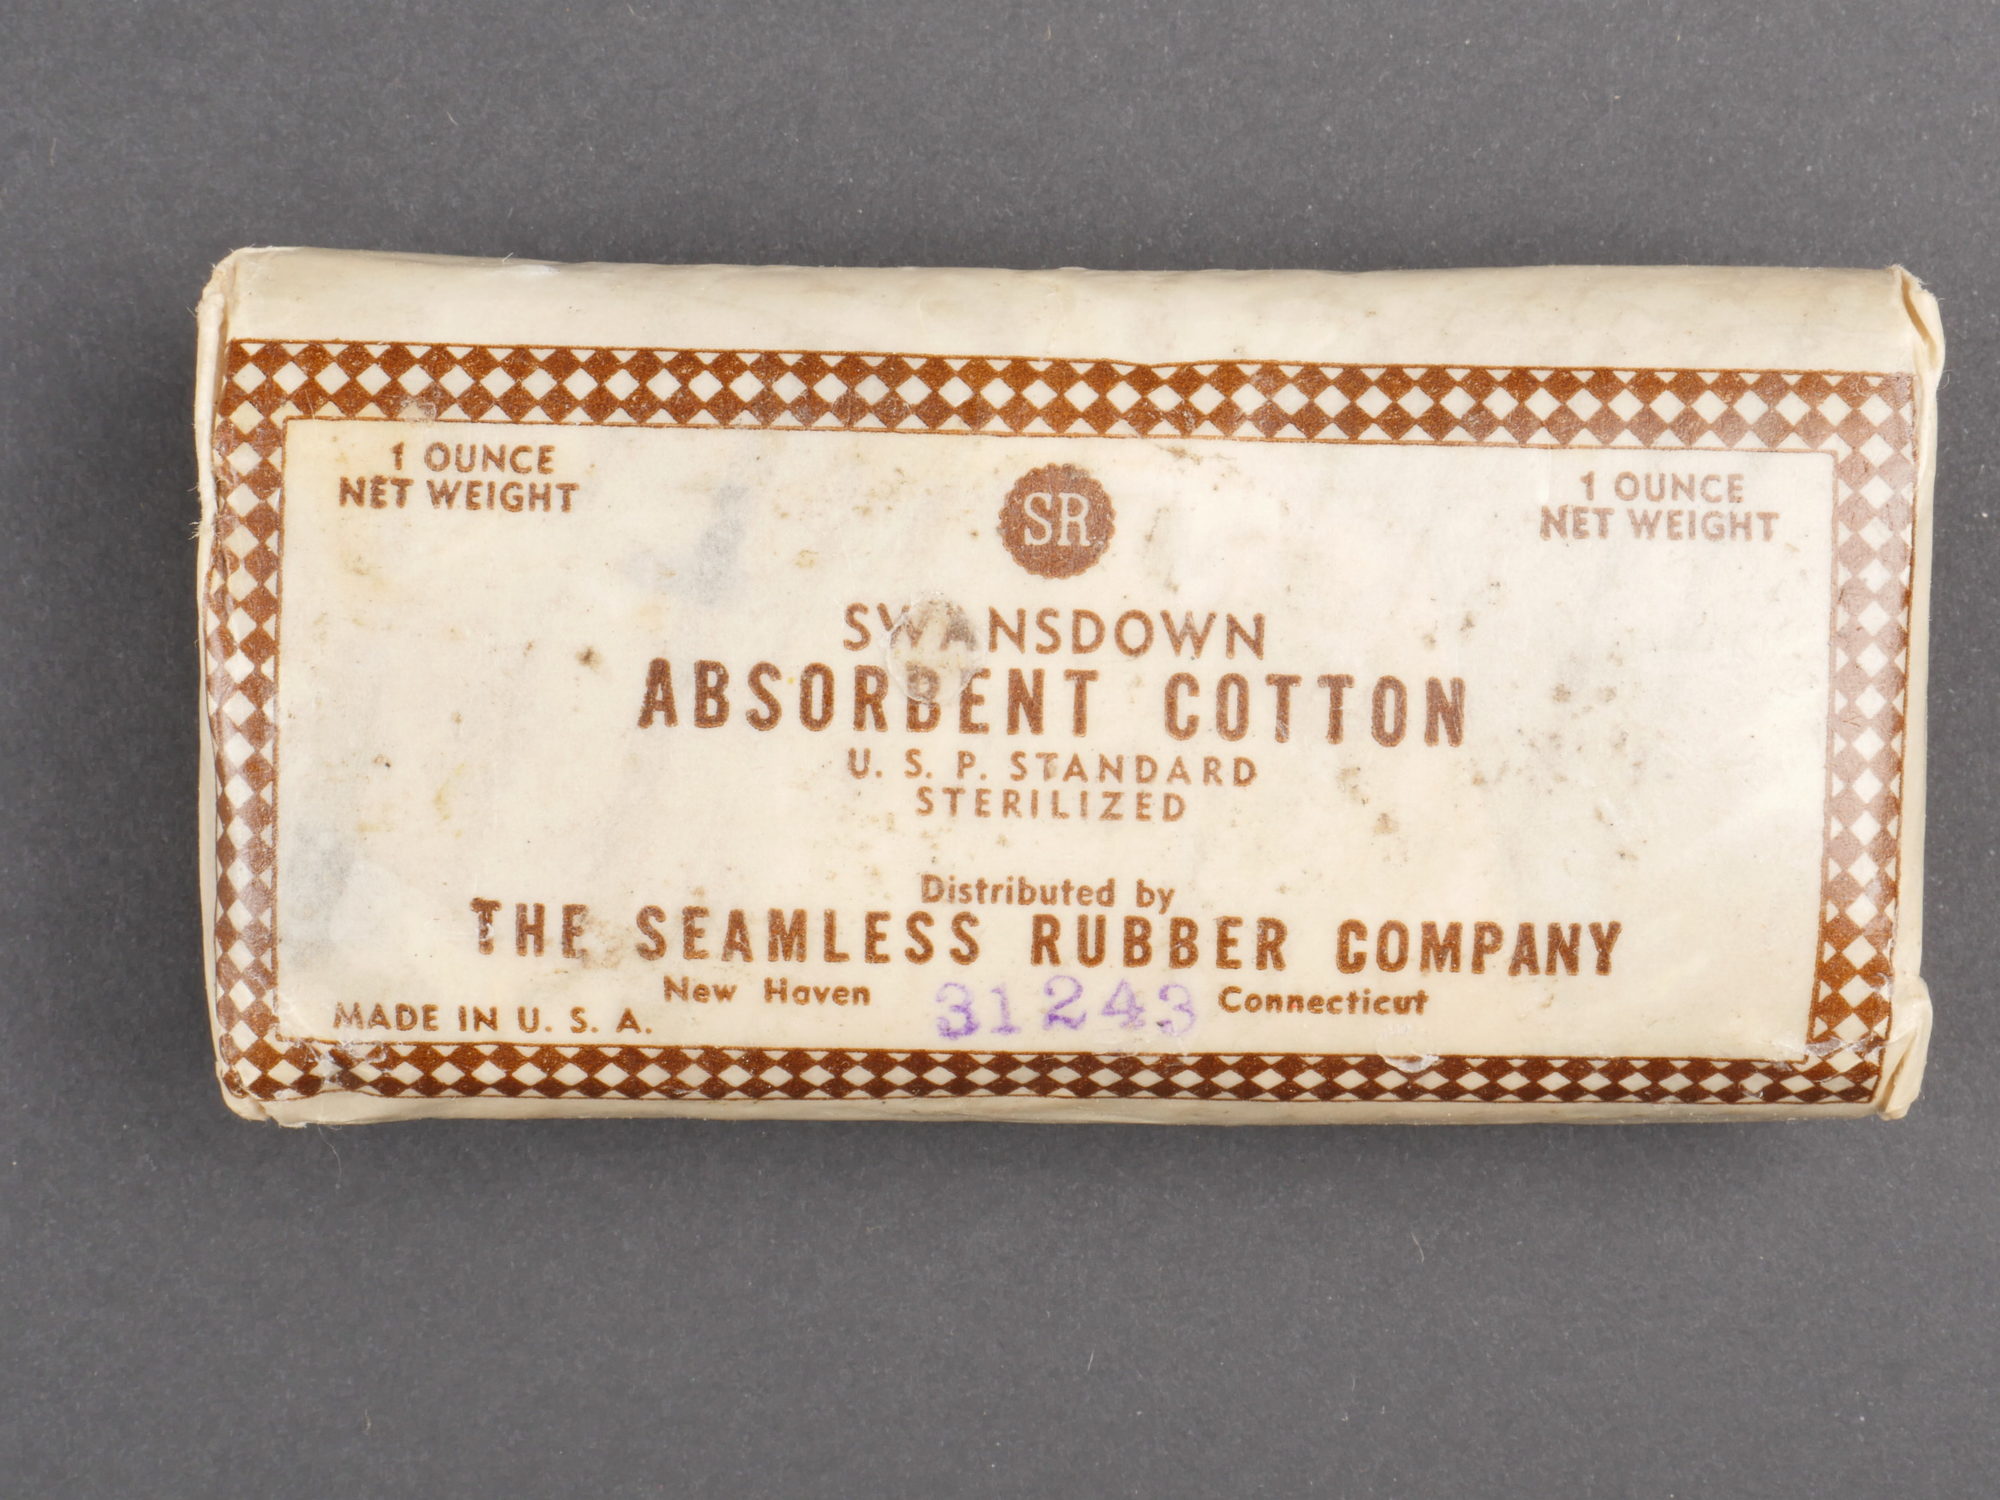 1 OUNCE
NET WEIGHT
SR
1 OUNCE
NET WEIGHT
SWANSDOWN
ABSORBENT COTTON
U. S. P. STANDARD
STERILIZED
Distributed by
THE SEAMLESS RUBBER COMPANY
New Haven 31243 Connecticut
MADE IN U. S. A.